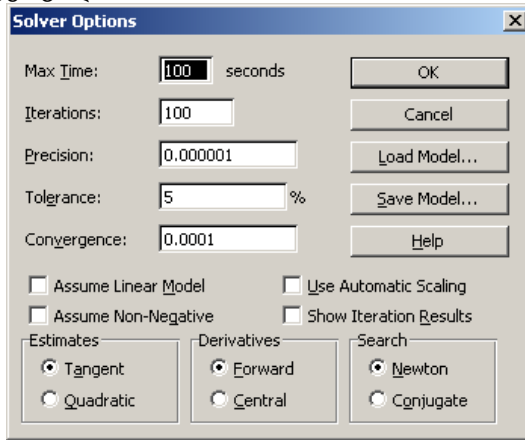 Solver Options
Max Time: 100 seconds OK
Iterations: 100 Cancel
Precision: 0.000001 Load Model...
Tolerance: 5 % Save Model...
Convergence: 0.0001 Help
Assume Linear Model Use Automatic Scaling
Assume Non-Negative Show Iteration Results
Estimates Derivatives Search
Tangent Forward Newton
Quadratic Central Conjugate